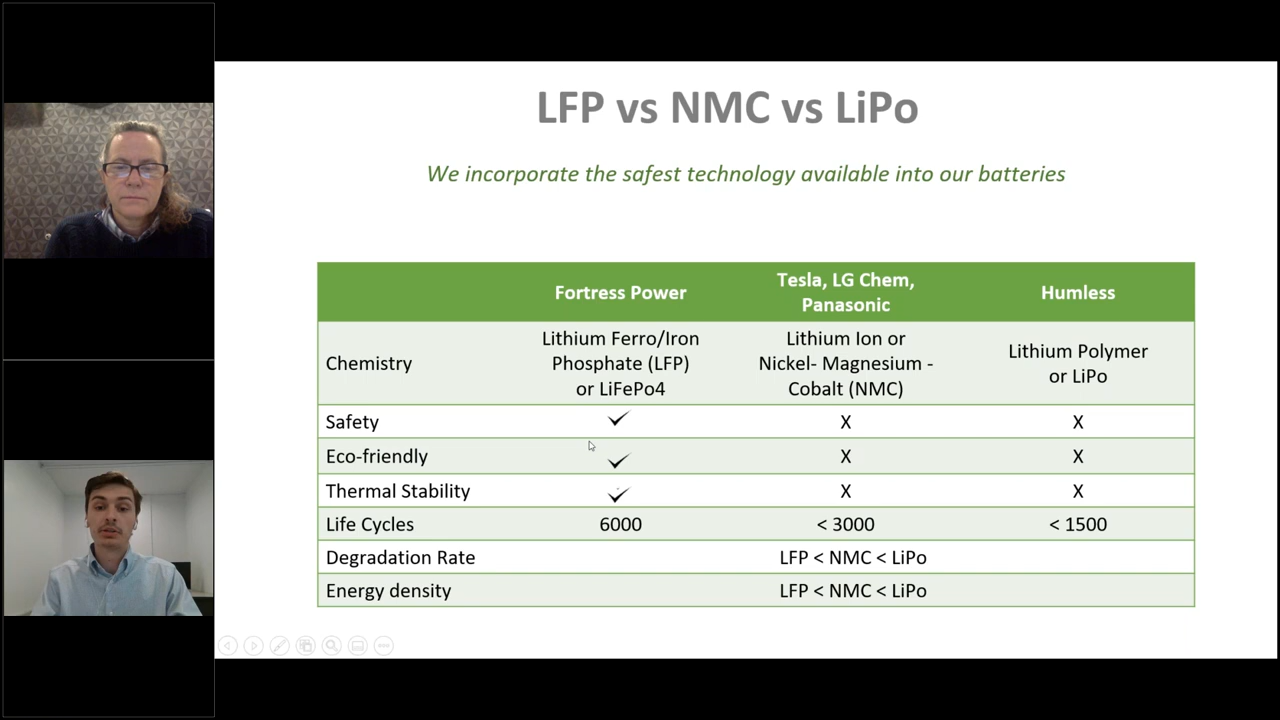 LFP vs NMC vs LiPo
We incorporate the safest technology available into our batteries
Fortress Power
Tesla, LG Chem,
Panasonic
Humless
Chemistry
Lithium Ferro/Iron
Phosphate (LFP)
or LiFePo4
Lithium Ion or
Nickel- Magnesium -
Cobalt (NMC)
Lithium Polymer
or LiPo
Safety
X
X
Eco-friendly
X
X
Thermal Stability
X
X
Life Cycles
6000
< 3000
< 1500
Degradation Rate
LFP < NMC < LiPo
Energy density
LFP < NMC < LiPo